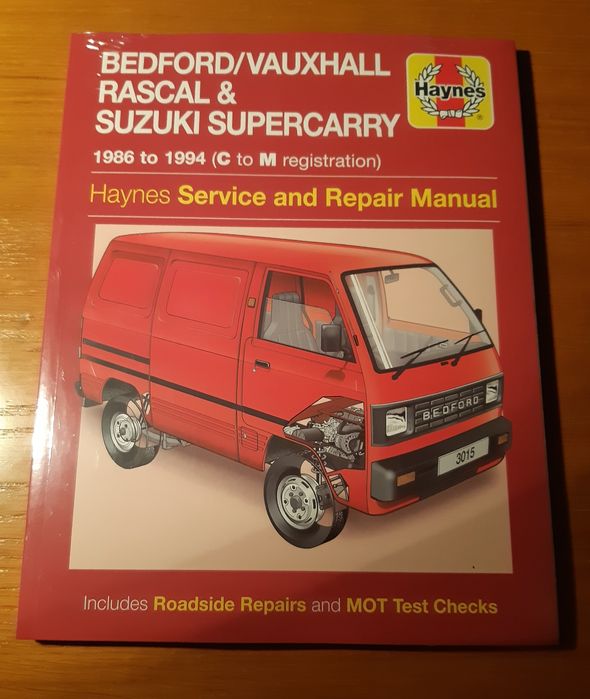 BEDFORD/VAUXHALL
RASCAL &
SUZUKI SUPERCARRY
Haynes
®
1986 to 1994 (C to M registration)
Haynes Service and Repair Manual
BEDFORD
3015
Includes Roadside Repairs and MOT Test Checks